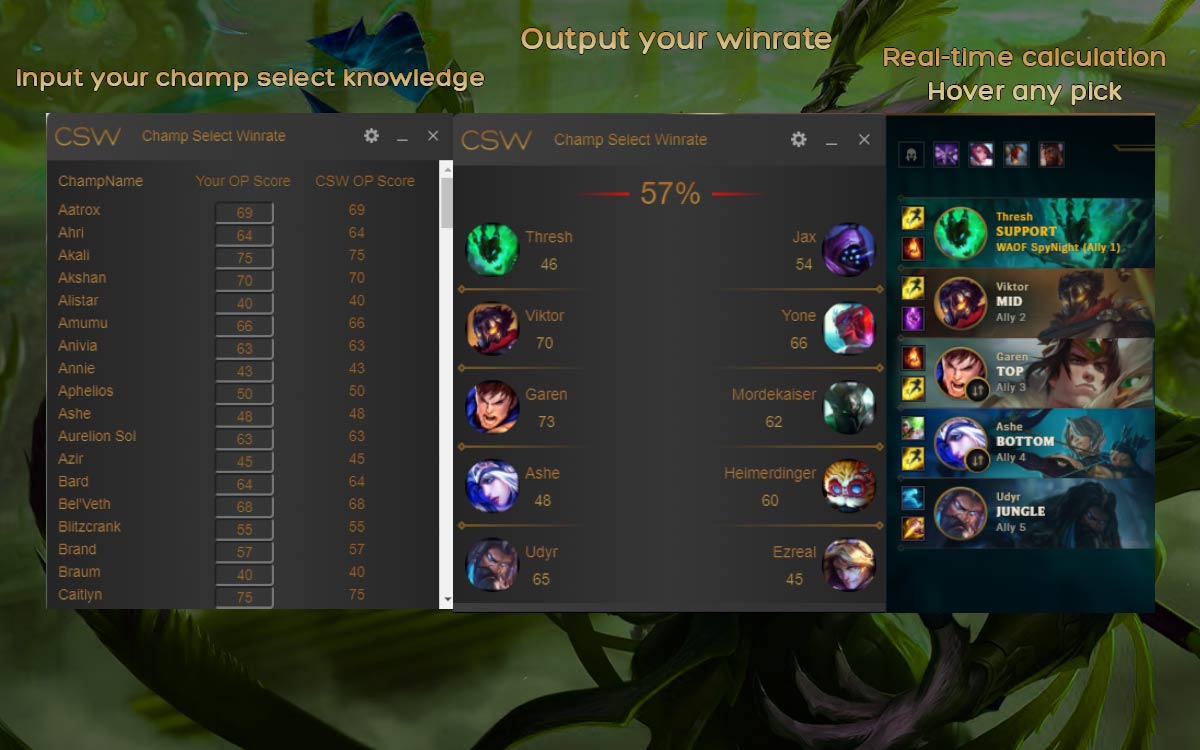 Input your champ select knowledge
Output your winrate
Real-time calculation
Hover any pick
CSW Champ Select Winrate
ChampName Your OP Score CSW OP Score
Aatrox 69 69
Ahri 64 64
Akali 75 75
Akshan 70 70
Alistar 40 40
Amumu 66 66
Anivia 63 63
Annie 43 43
Aphelios 50 50
Ashe 48 48
Aurelion Sol 63 63
Azir 45 45
Bard 64 64
Bel'Veth 68 68
Blitzcrank 55 55
Brand 57 57
Braum 40 40
Caitlyn 75 75
CSW Champ Select Winrate
57%
Thresh Jax
46 54
Viktor Yone
70 66
Garen Mordekaiser
73 62
Ashe Heimerdinger
48 60
Udyr Ezreal
65 45
Thresh
SUPPORT
WAOF SpyNight (Ally 1)
Viktor
MID
Ally 2
Garen
TOP
Ally 3
Ashe
BOTTOM
Ally 4
Udyr
JUNGLE
Ally 5